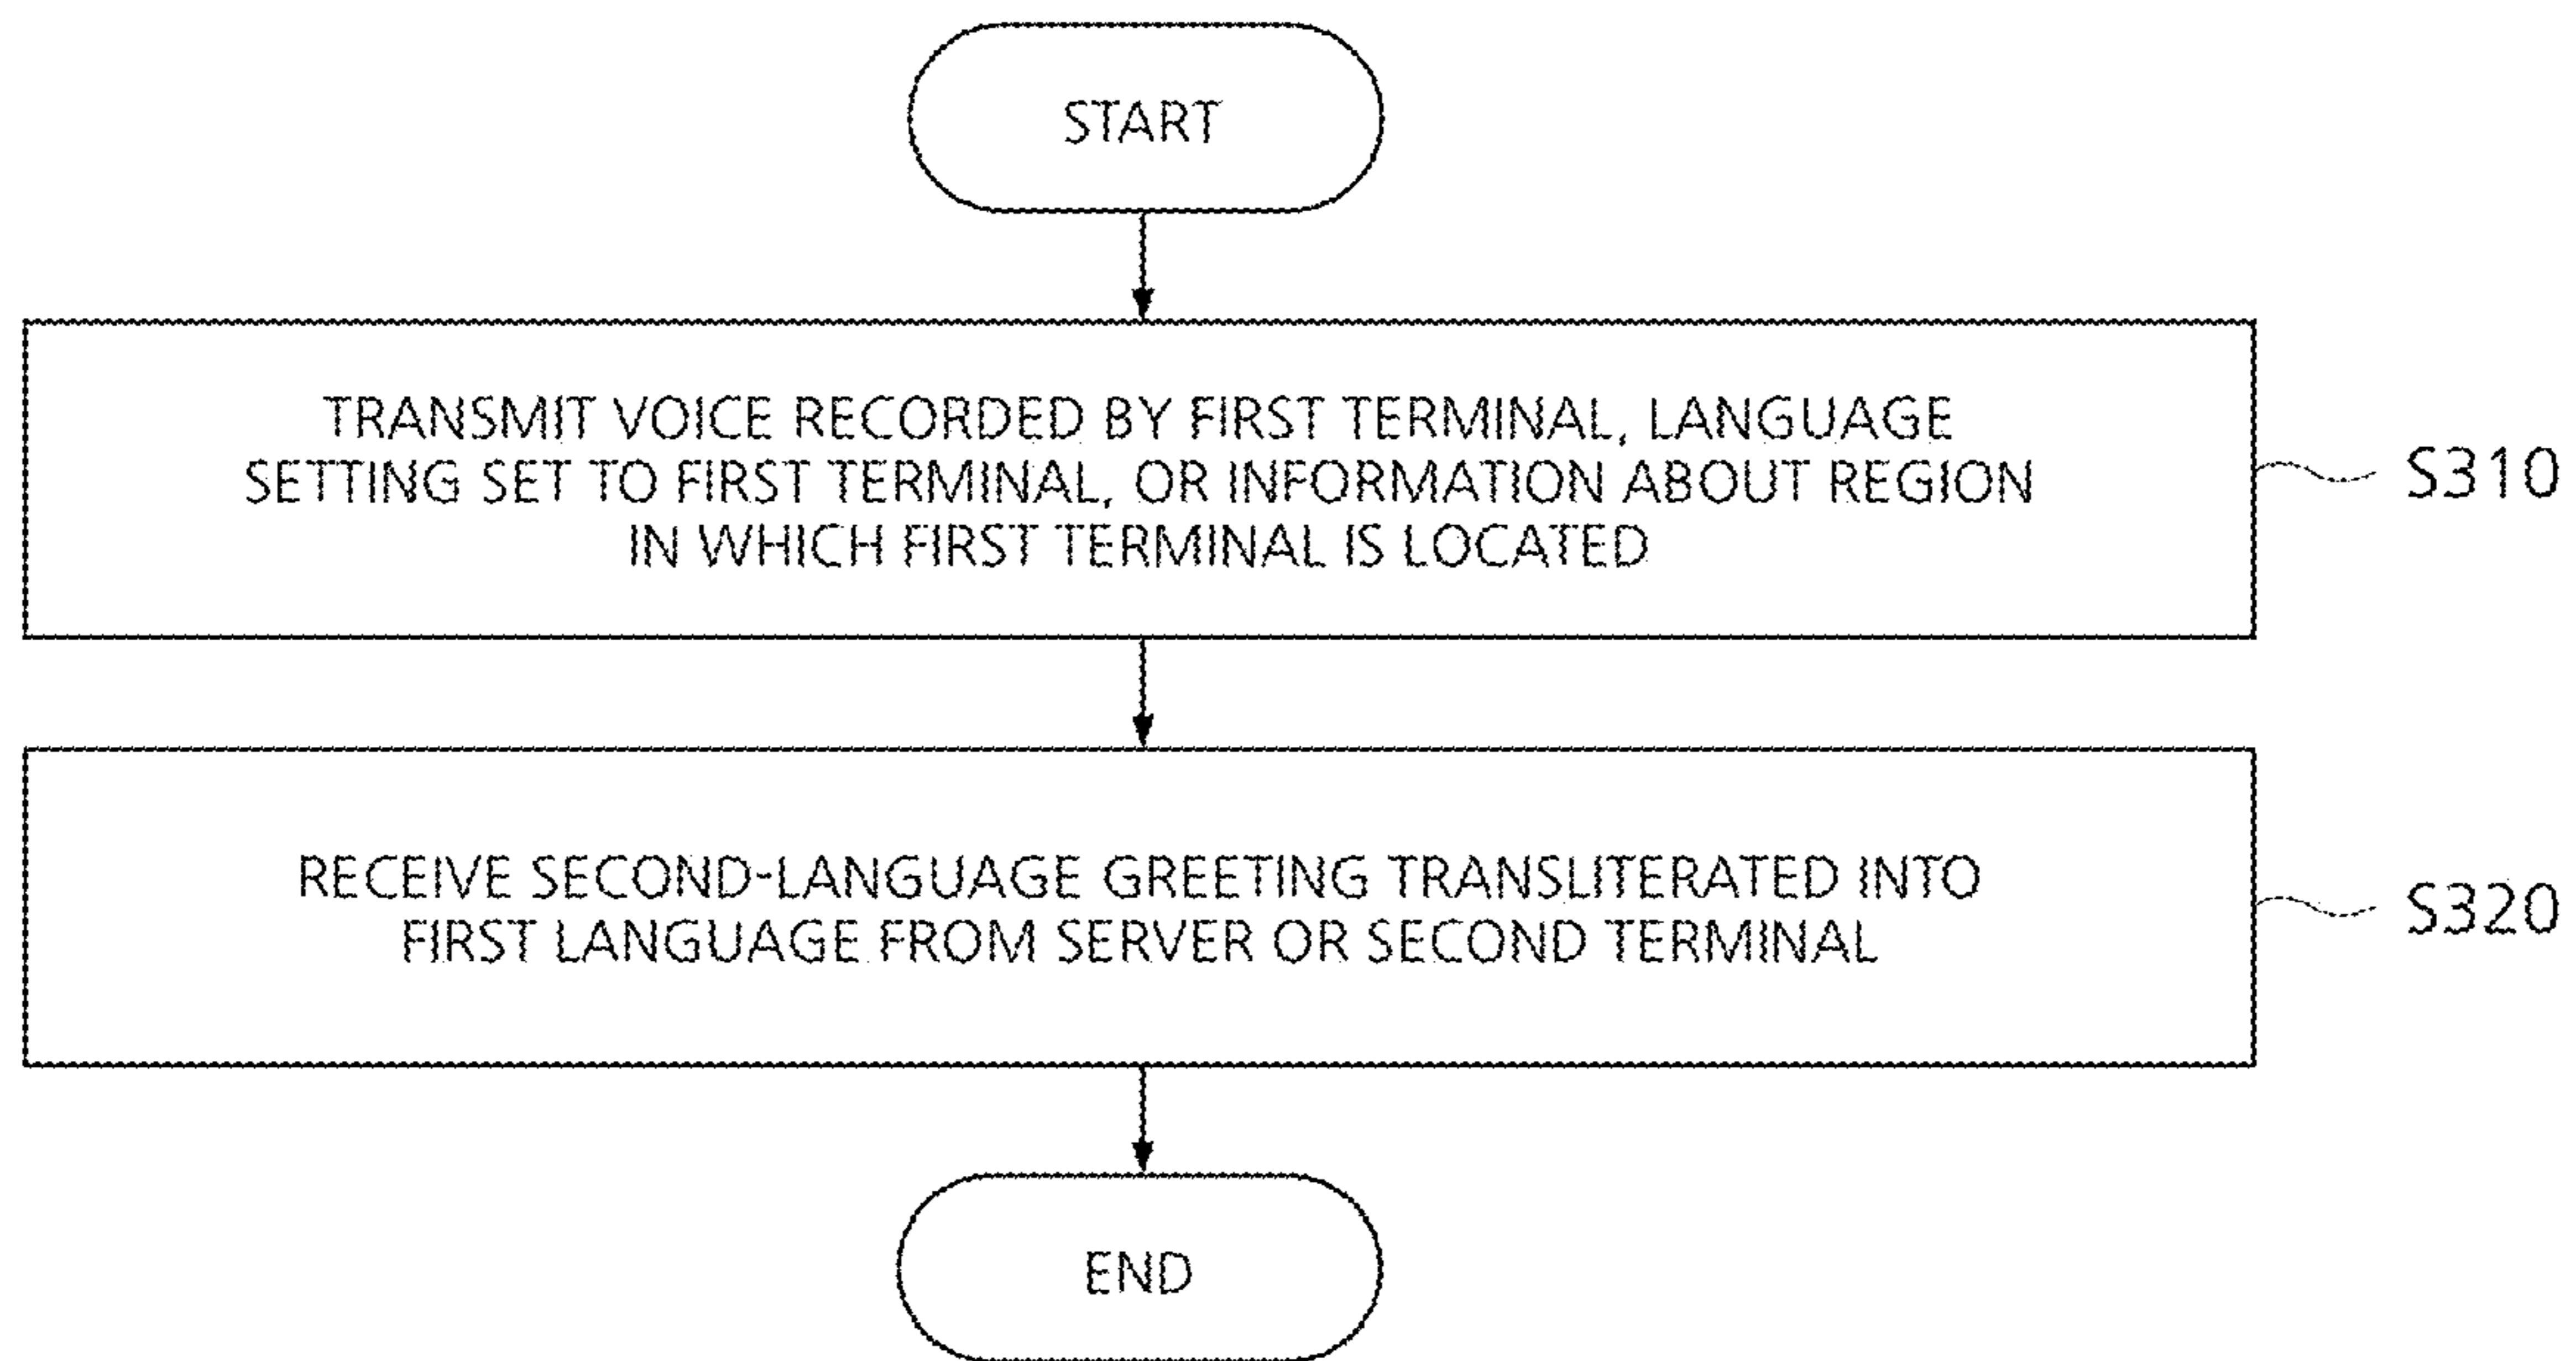 START
TRANSMIT VOICE RECORDED BY FIRST TERMINAL, LANGUAGE
SETTING SET TO FIRST TERMINAL, OR INFORMATION ABOUT REGION
IN WHICH FIRST TERMINAL IS LOCATED
S310
RECEIVE SECOND-LANGUAGE GREETING TRANSLITERATED INTO
FIRST LANGUAGE FROM SERVER OR SECOND TERMINAL
S320
END